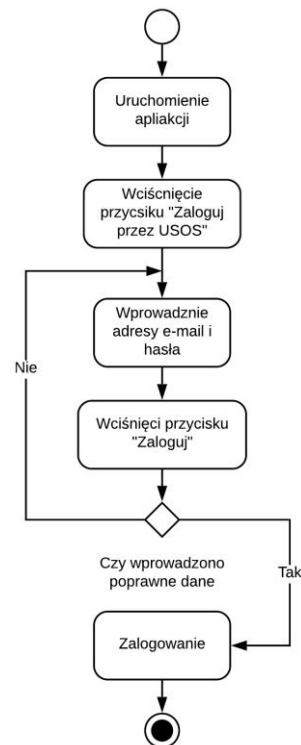 Uruchomienie
apliakcji
Wciścnięcie
przycsiku "Zaloguj
przez USOS"
Wprowadznie
adresy e-mail i
hasła
Nie
Wciśnięci przycisku
"Zaloguj"
Czy wprowadzono
poprawne dane
Tak
Zalogowanie